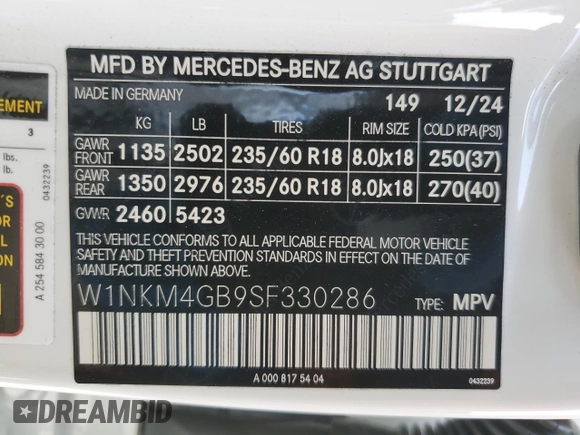 MFD BY MERCEDES-BENZ AG STUTTGART
MADE IN GERMANY 149 12/24
KG LB TIRES RIM SIZE COLD KPA (PSI)
GAWR FRONT 1135 2502 235/60 R18 8.0Jx18 250(37)
GAWR REAR 1350 2976 235/60 R18 8.0Jx18 270(40)
GVWR 2460 5423
THIS VEHICLE CONFORMS TO ALL APPLICABLE FEDERAL MOTOR VEHICLE
SAFETY AND THEFT PREVENTION STANDARDS IN EFFECT ON THE DATE OF
MANUFACTURE SHOWN ABOVE.
W1NKM4GB9SF330286 TYPE: MPV
A 000 817 54 04 0432239
EMENT
3
lbs.
lb.
0432239
'S
OR
L
A 254 584 30 00
DREAMBID